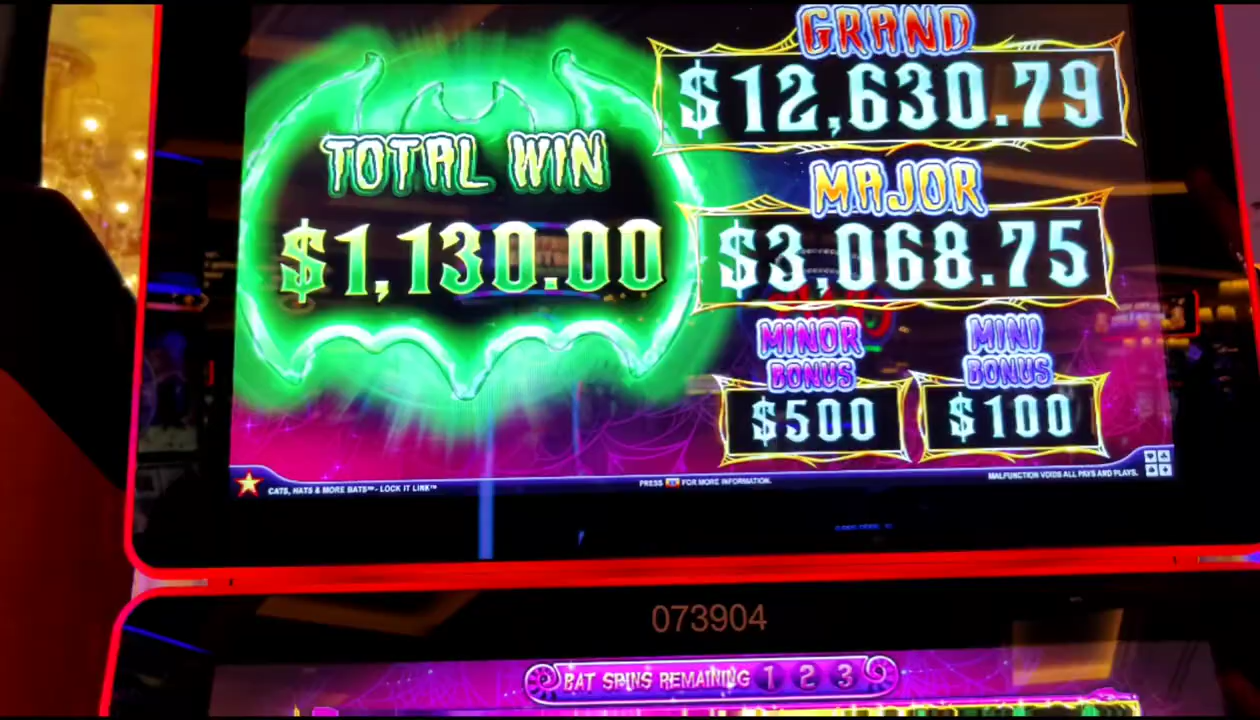 GRAND
$12,630.79
TOTAL WIN
$1,130.00
MAJOR
$3,068.75
MINOR
BONUS
$500
MINI
BONUS
$100
CATS, HATS & MORE BATS™ - LOCK IT LINK™
PRESS FOR MORE INFORMATION.
MALFUNCTION VOIDS ALL PAYS AND PLAYS.
073904
BAT SPINS REMAINING 1 2 3